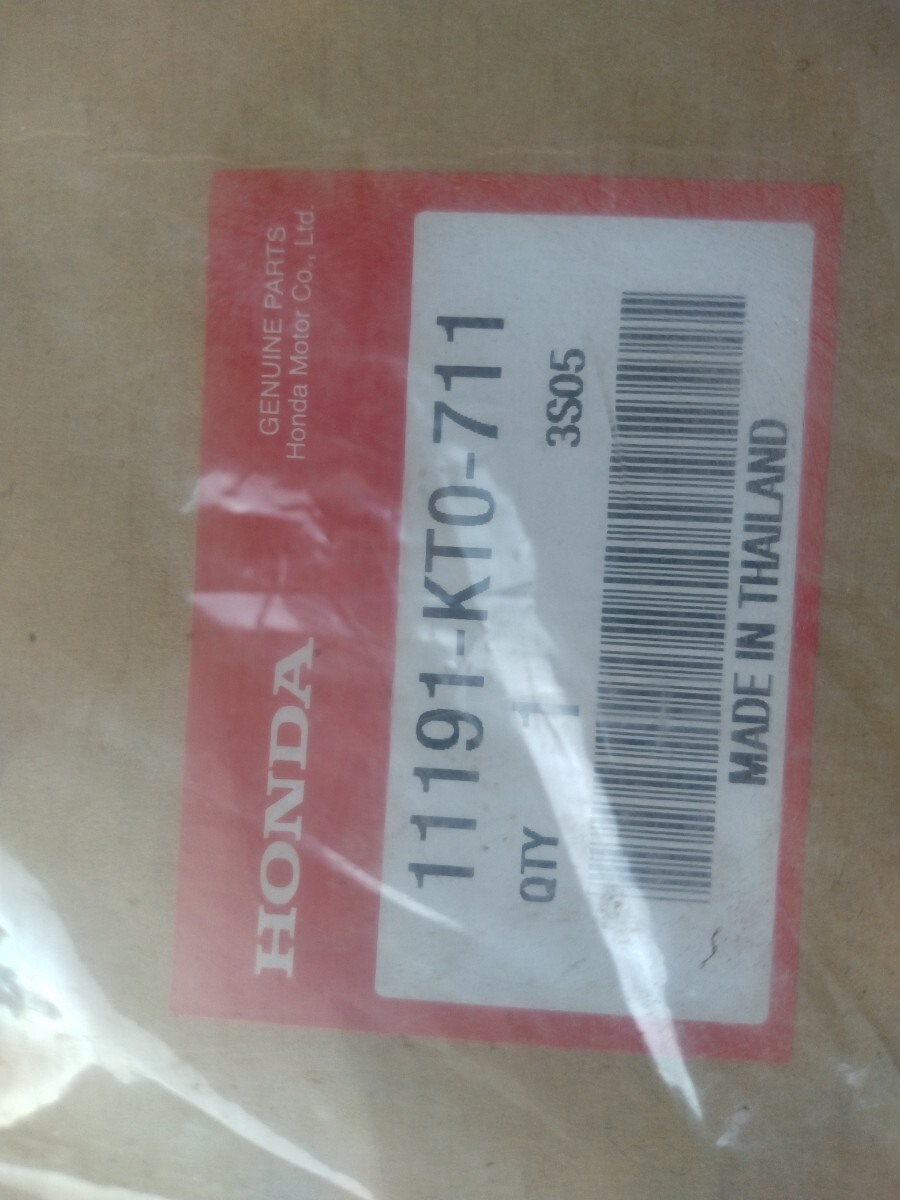 HONDA
GENUINE PARTS
Honda Motor Co., Ltd.
11191-KT0-711
QTY 1 3S05
MADE IN THAILAND